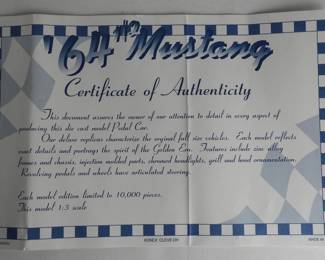 '64 1/2 Mustang
Certificate of Authenticity
This document assures the owner of our attention to detail in every aspect of
producing this die cast model Pedal Car.
Our deluxe replicas characterize the original full size vehicles. Each model reflects
exact details and portrays the spirit of the Golden Era. Features include zinc alloy
frames and chassis, injection molded parts, chromed headlights, grill and hood ornamentation.
Revolving pedals and wheels have articulated steering.
Each model edition limited to 10,000 pieces.
This model 1:3 scale